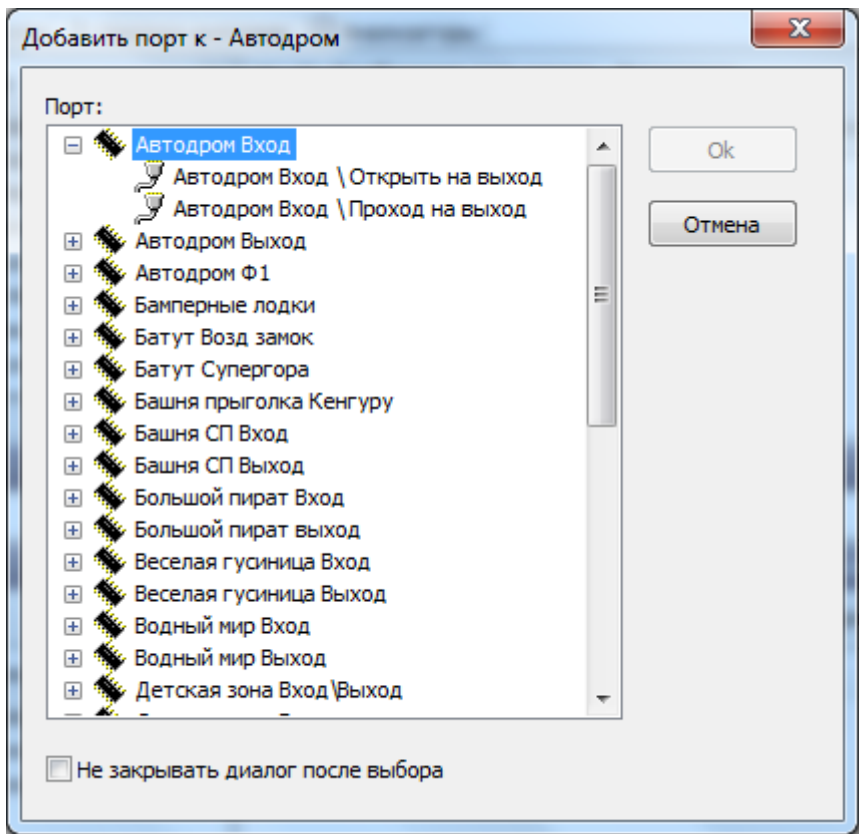 Добавить порт к - Автодром
Порт:
Автодром Вход
Автодром Вход \Открыть на выход
Автодром Вход \Проход на выход
Автодром Выход
Автодром Ф1
Бамперные лодки
Батут Возд замок
Батут Супергора
Башня прыголка Кенгуру
Башня СП Вход
Башня СП Выход
Большой пират Вход
Большой пират выход
Веселая гусиница Вход
Веселая гусиница Выход
Водный мир Вход
Водный мир Выход
Детская зона Вход\Выход
Ok
Отмена
Не закрывать диалог после выбора